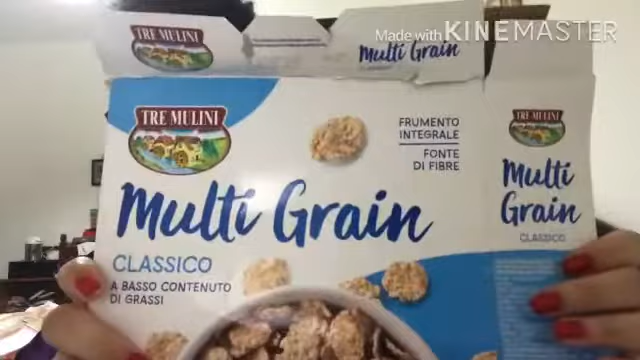 Made with KINEMASTER
TRE MULINI
Multi Grain
TRE MULINI
FRUMENTO
INTEGRALE
FONTE
DI FIBRE
Multi Grain
CLASSICO
A BASSO CONTENUTO
DI GRASSI
TRE MULINI
Multi
Grain
CLASSICO